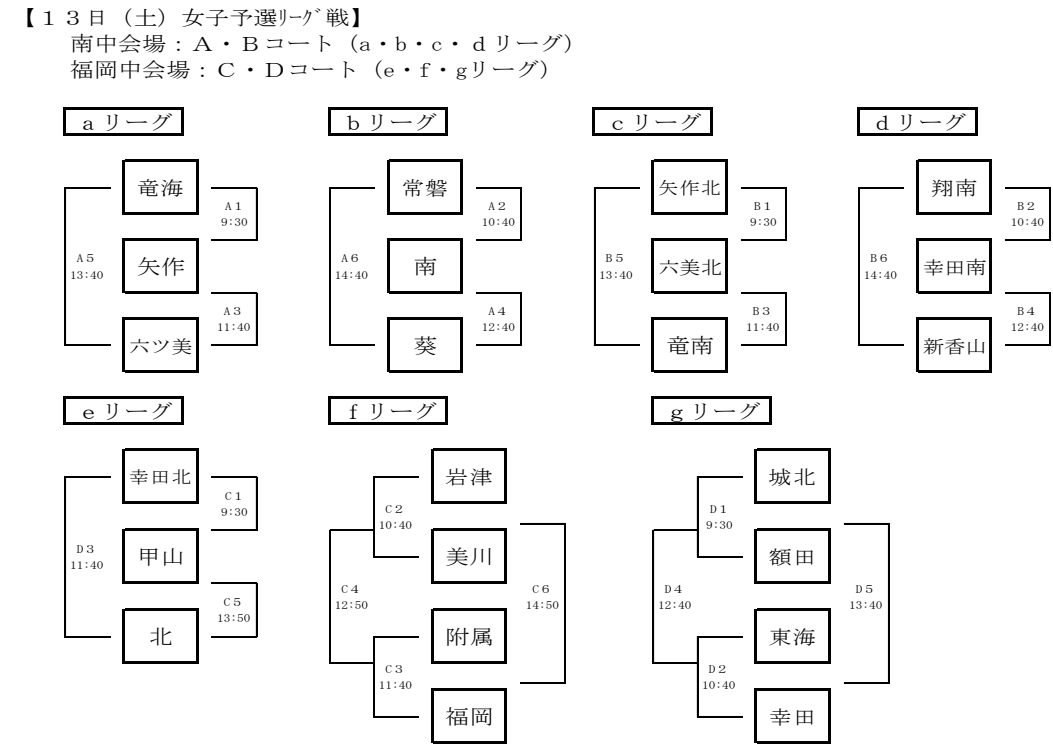 【１３日（土）女子予選ﾘｰｸﾞ戦】
南中会場：Ａ・Ｂコート（a・b・c・dリーグ）
福岡中会場：Ｃ・Ｄコート（e・f・gリーグ）
aリーグ
bリーグ
cリーグ
dリーグ
竜海
A1
9:30
矢作
A5
13:40
A3
11:40
六ツ美
常磐
A2
10:40
南
A6
14:40
A4
12:40
葵
矢作北
B1
9:30
六美北
B5
13:40
B3
11:40
竜南
翔南
B2
10:40
幸田南
B6
14:40
B4
12:40
新香山
eリーグ
fリーグ
gリーグ
幸田北
C1
9:30
甲山
D3
11:40
C5
13:50
北
岩津
C2
10:40
美川
C4
12:50
C6
14:50
附属
C3
11:40
福岡
城北
D1
9:30
額田
D4
12:40
D5
13:40
東海
D2
10:40
幸田